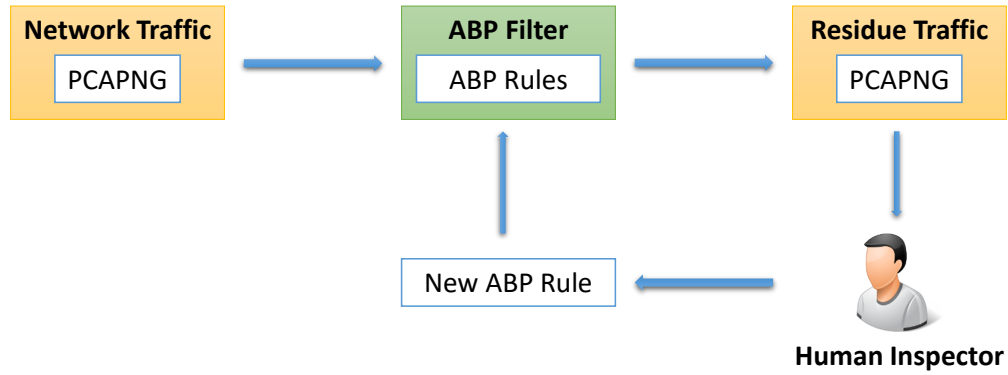 Network Traffic
PCAPNG
ABP Filter
ABP Rules
Residue Traffic
PCAPNG
New ABP Rule
Human Inspector